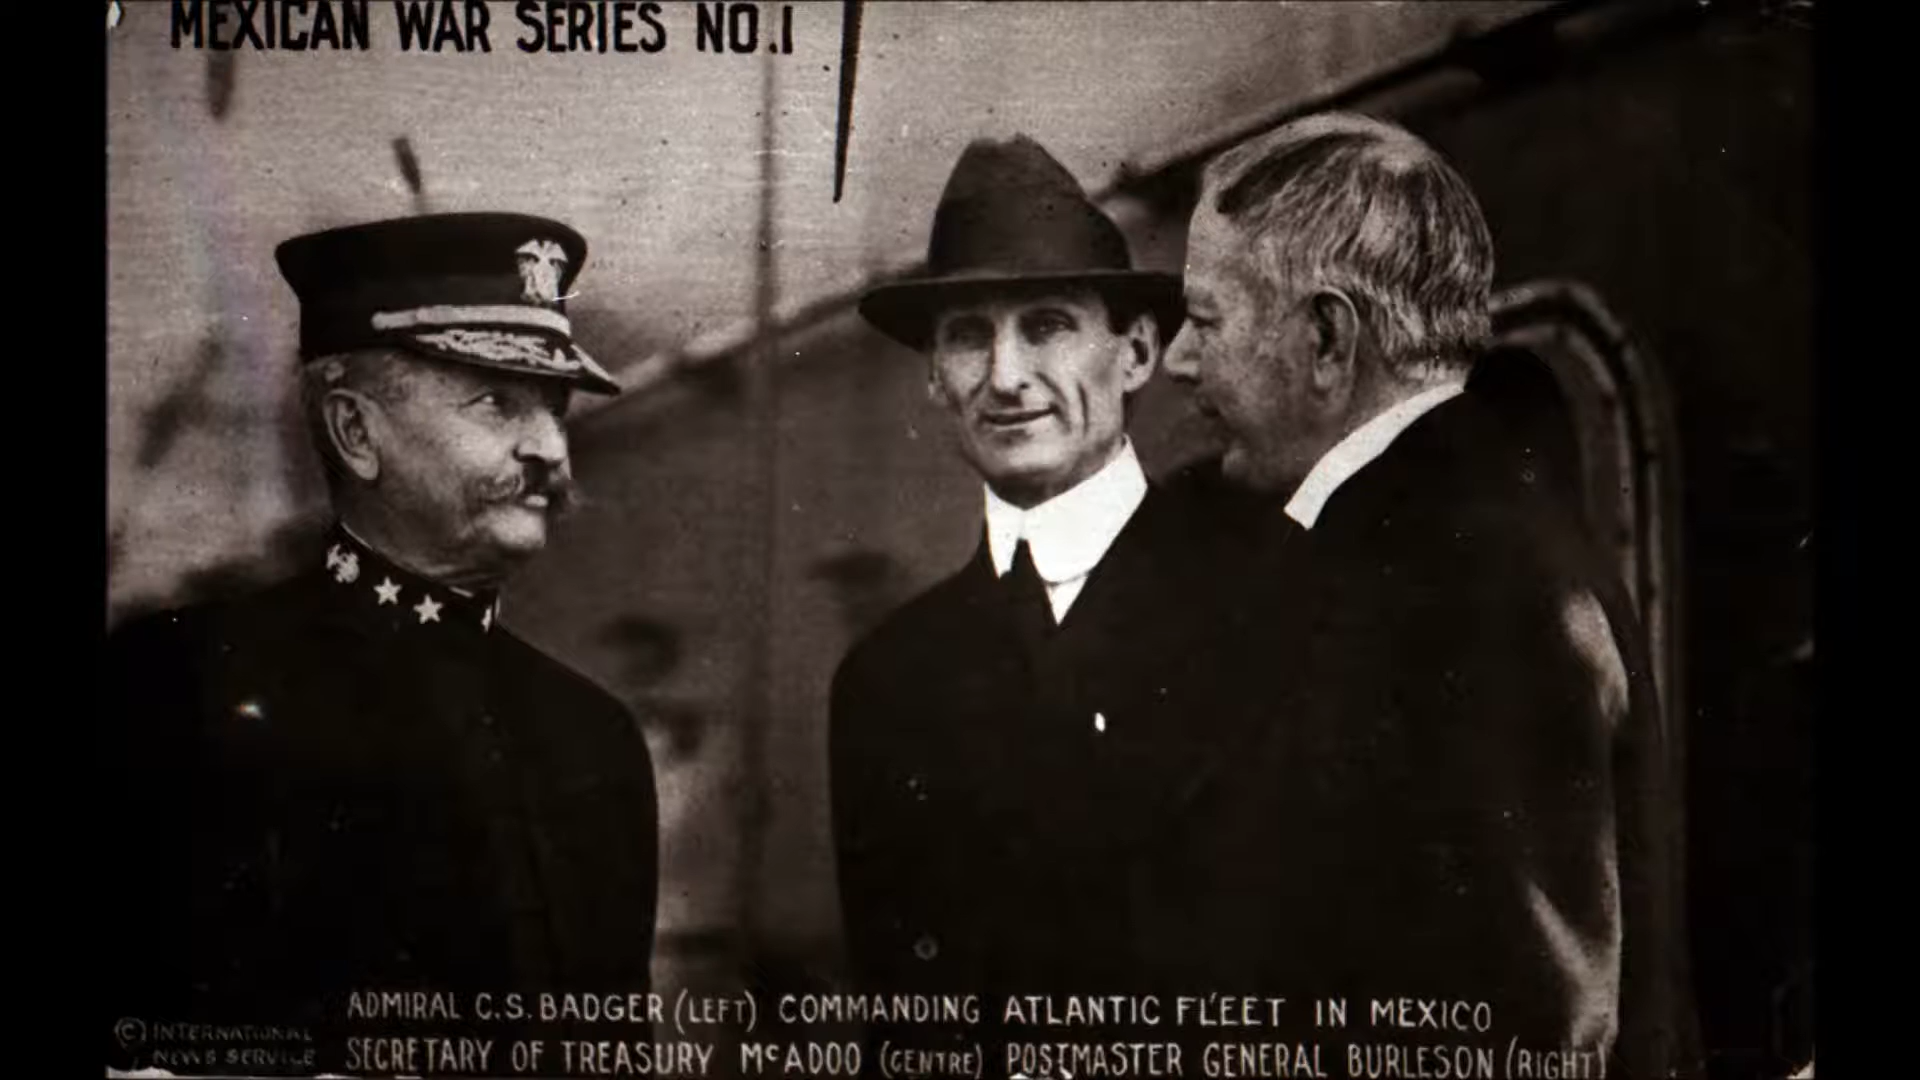 MEXICAN WAR SERIES NO.1
ADMIRAL C.S. BADGER (LEFT) COMMANDING ATLANTIC FLEET IN MEXICO
SECRETARY OF TREASURY McADOO (CENTRE) POSTMASTER GENERAL BURLESON (RIGHT)
© INTERNATIONAL
NEWS SERVICE